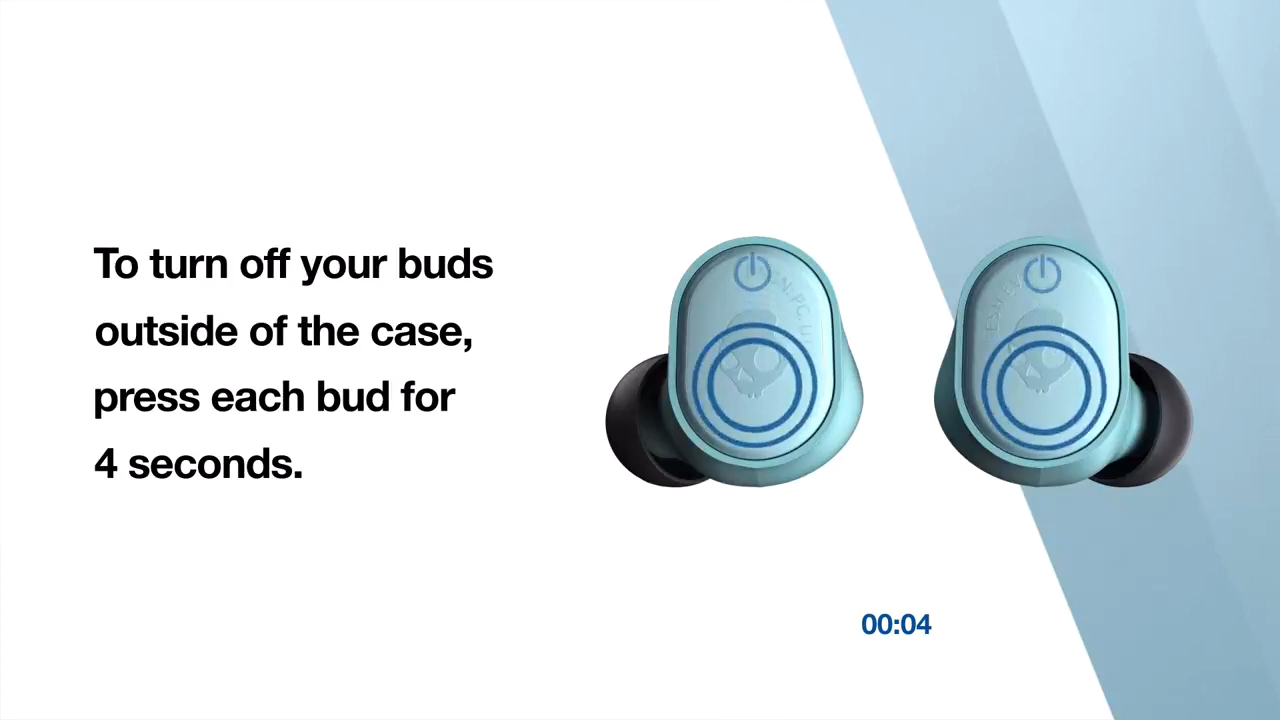 To turn off your buds
outside of the case,
press each bud for
4 seconds.
00:04